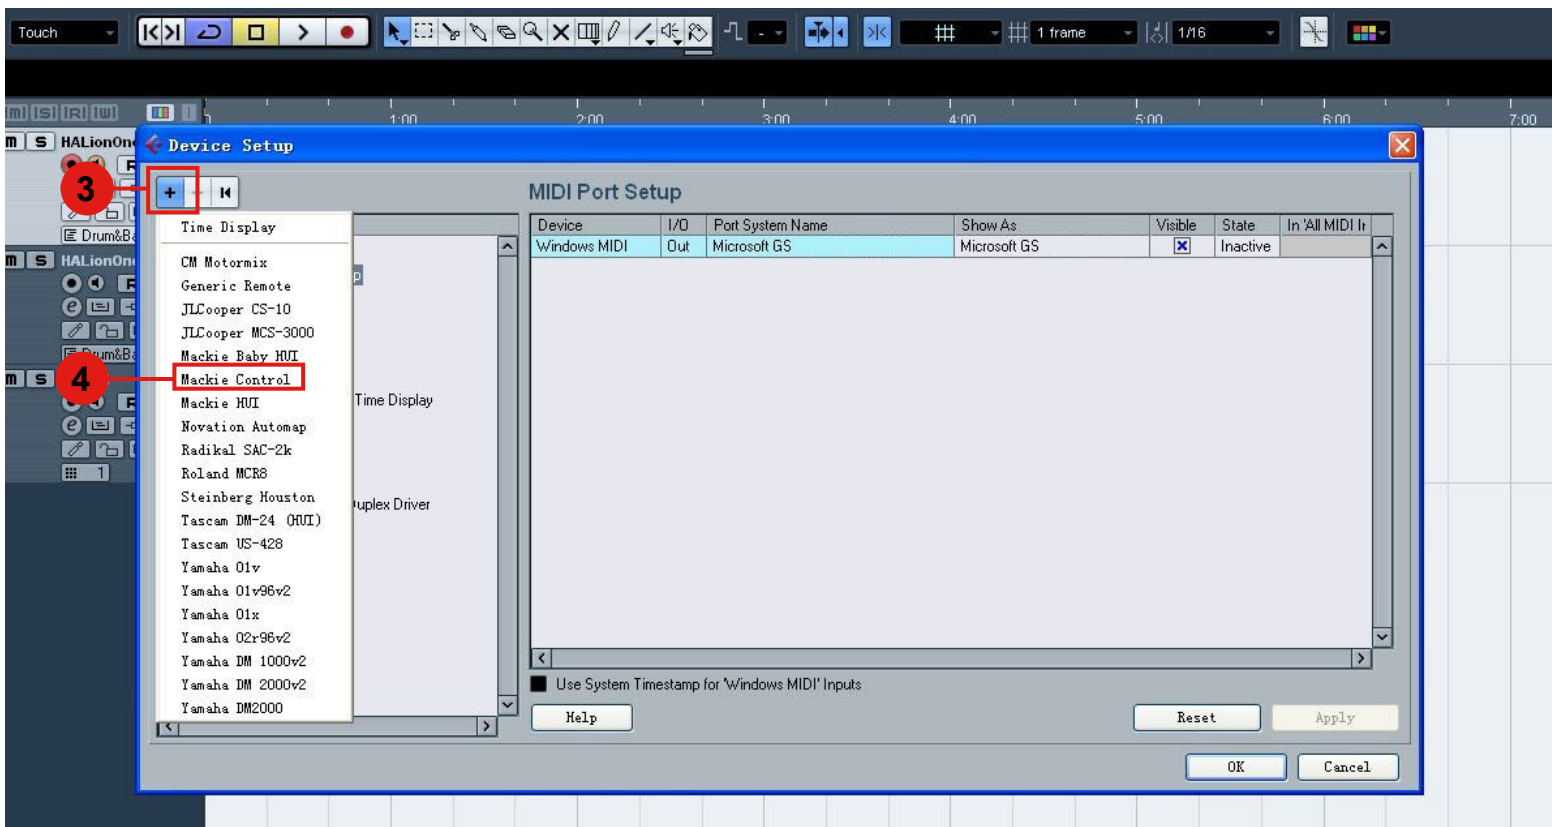 Touch
1 frame
1/16
1:00 2:00 3:00 4:00 5:00 6:00 7:00
m S HALionOn
Device Setup
3
+ -
MIDI Port Setup
Device I/O Port System Name Show As Visible State In 'All MIDI Ir
Windows MIDI Out Microsoft GS Microsoft GS Inactive
Drum&B
m S HALionOn
m S
4
1
Time Display
CM Motormix
Generic Remote
JLCooper CS-10
JLCooper MCS-3000
Mackie Baby HUI
Mackie Control
Mackie HUI
Novation Automap
Radikal SAC-2k
Roland MCR8
Steinberg Houston
Tascam DM-24 (HUI)
Tascam US-428
Yamaha 01v
Yamaha 01v96v2
Yamaha 01x
Yamaha 02r96v2
Yamaha DM 1000v2
Yamaha DM 2000v2
Yamaha DM2000
Time Display
uplex Driver
Use System Timestamp for 'Windows MIDI' Inputs
Help Reset Apply
OK Cancel